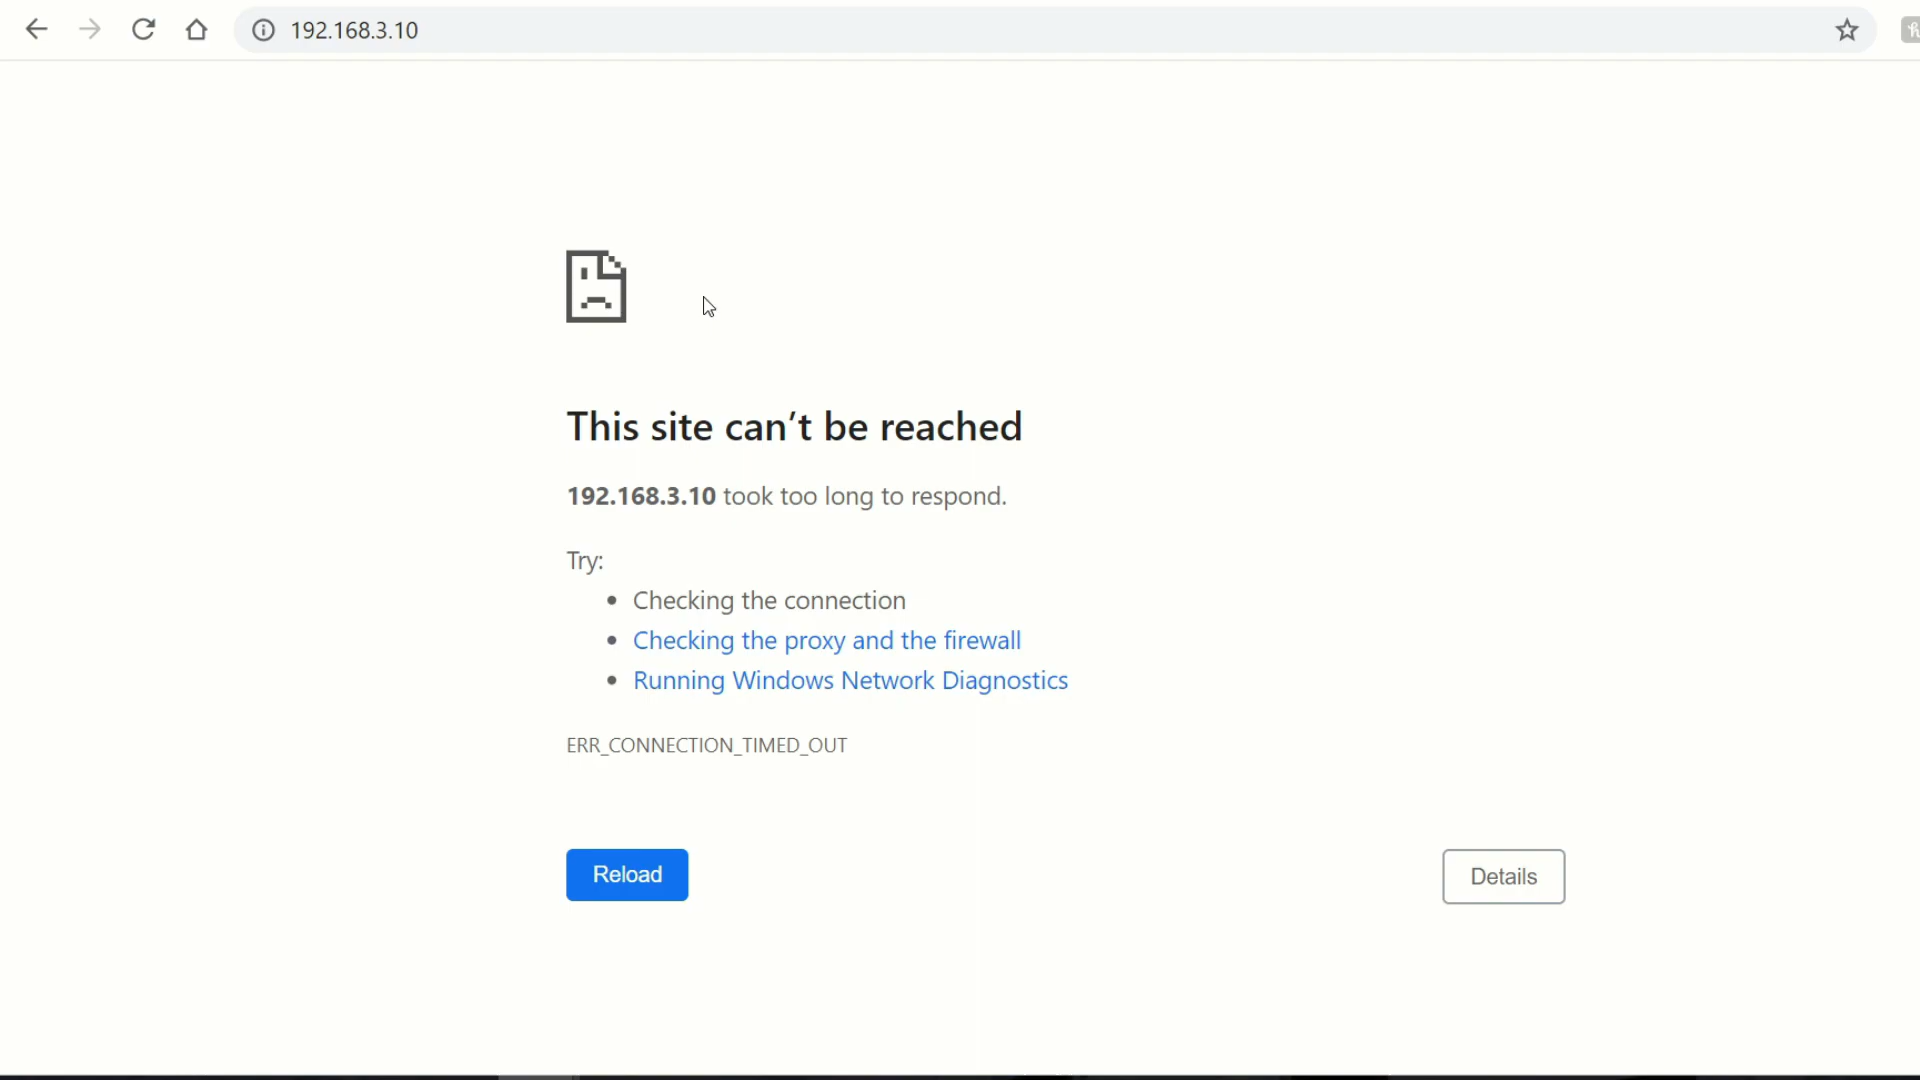 192.168.3.10
This site can’t be reached
192.168.3.10 took too long to respond.
Try:
Checking the connection
Checking the proxy and the firewall
Running Windows Network Diagnostics
ERR_CONNECTION_TIMED_OUT
Reload
Details